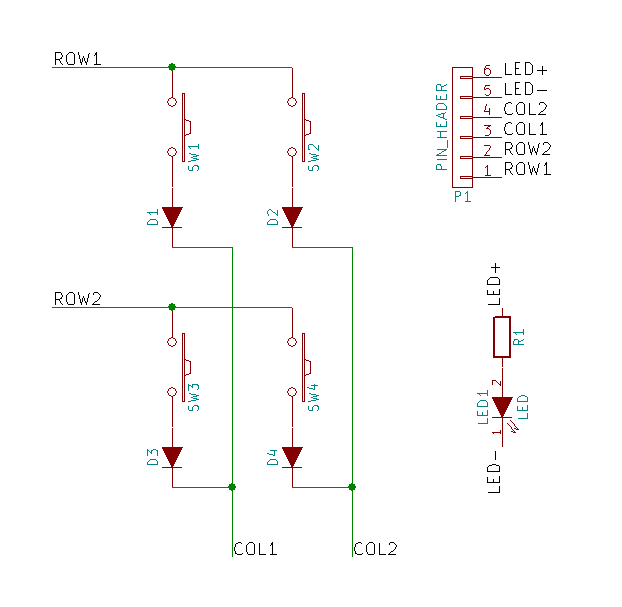 ROW1
SW1
SW2
D1
D2
ROW2
SW3
SW4
D3
D4
COL1
COL2
PIN_HEADER
6 LED+
5 LED-
4 COL2
3 COL1
2 ROW2
1 ROW1
P1
LED+
R1
2
LED1
LED
1
LED-